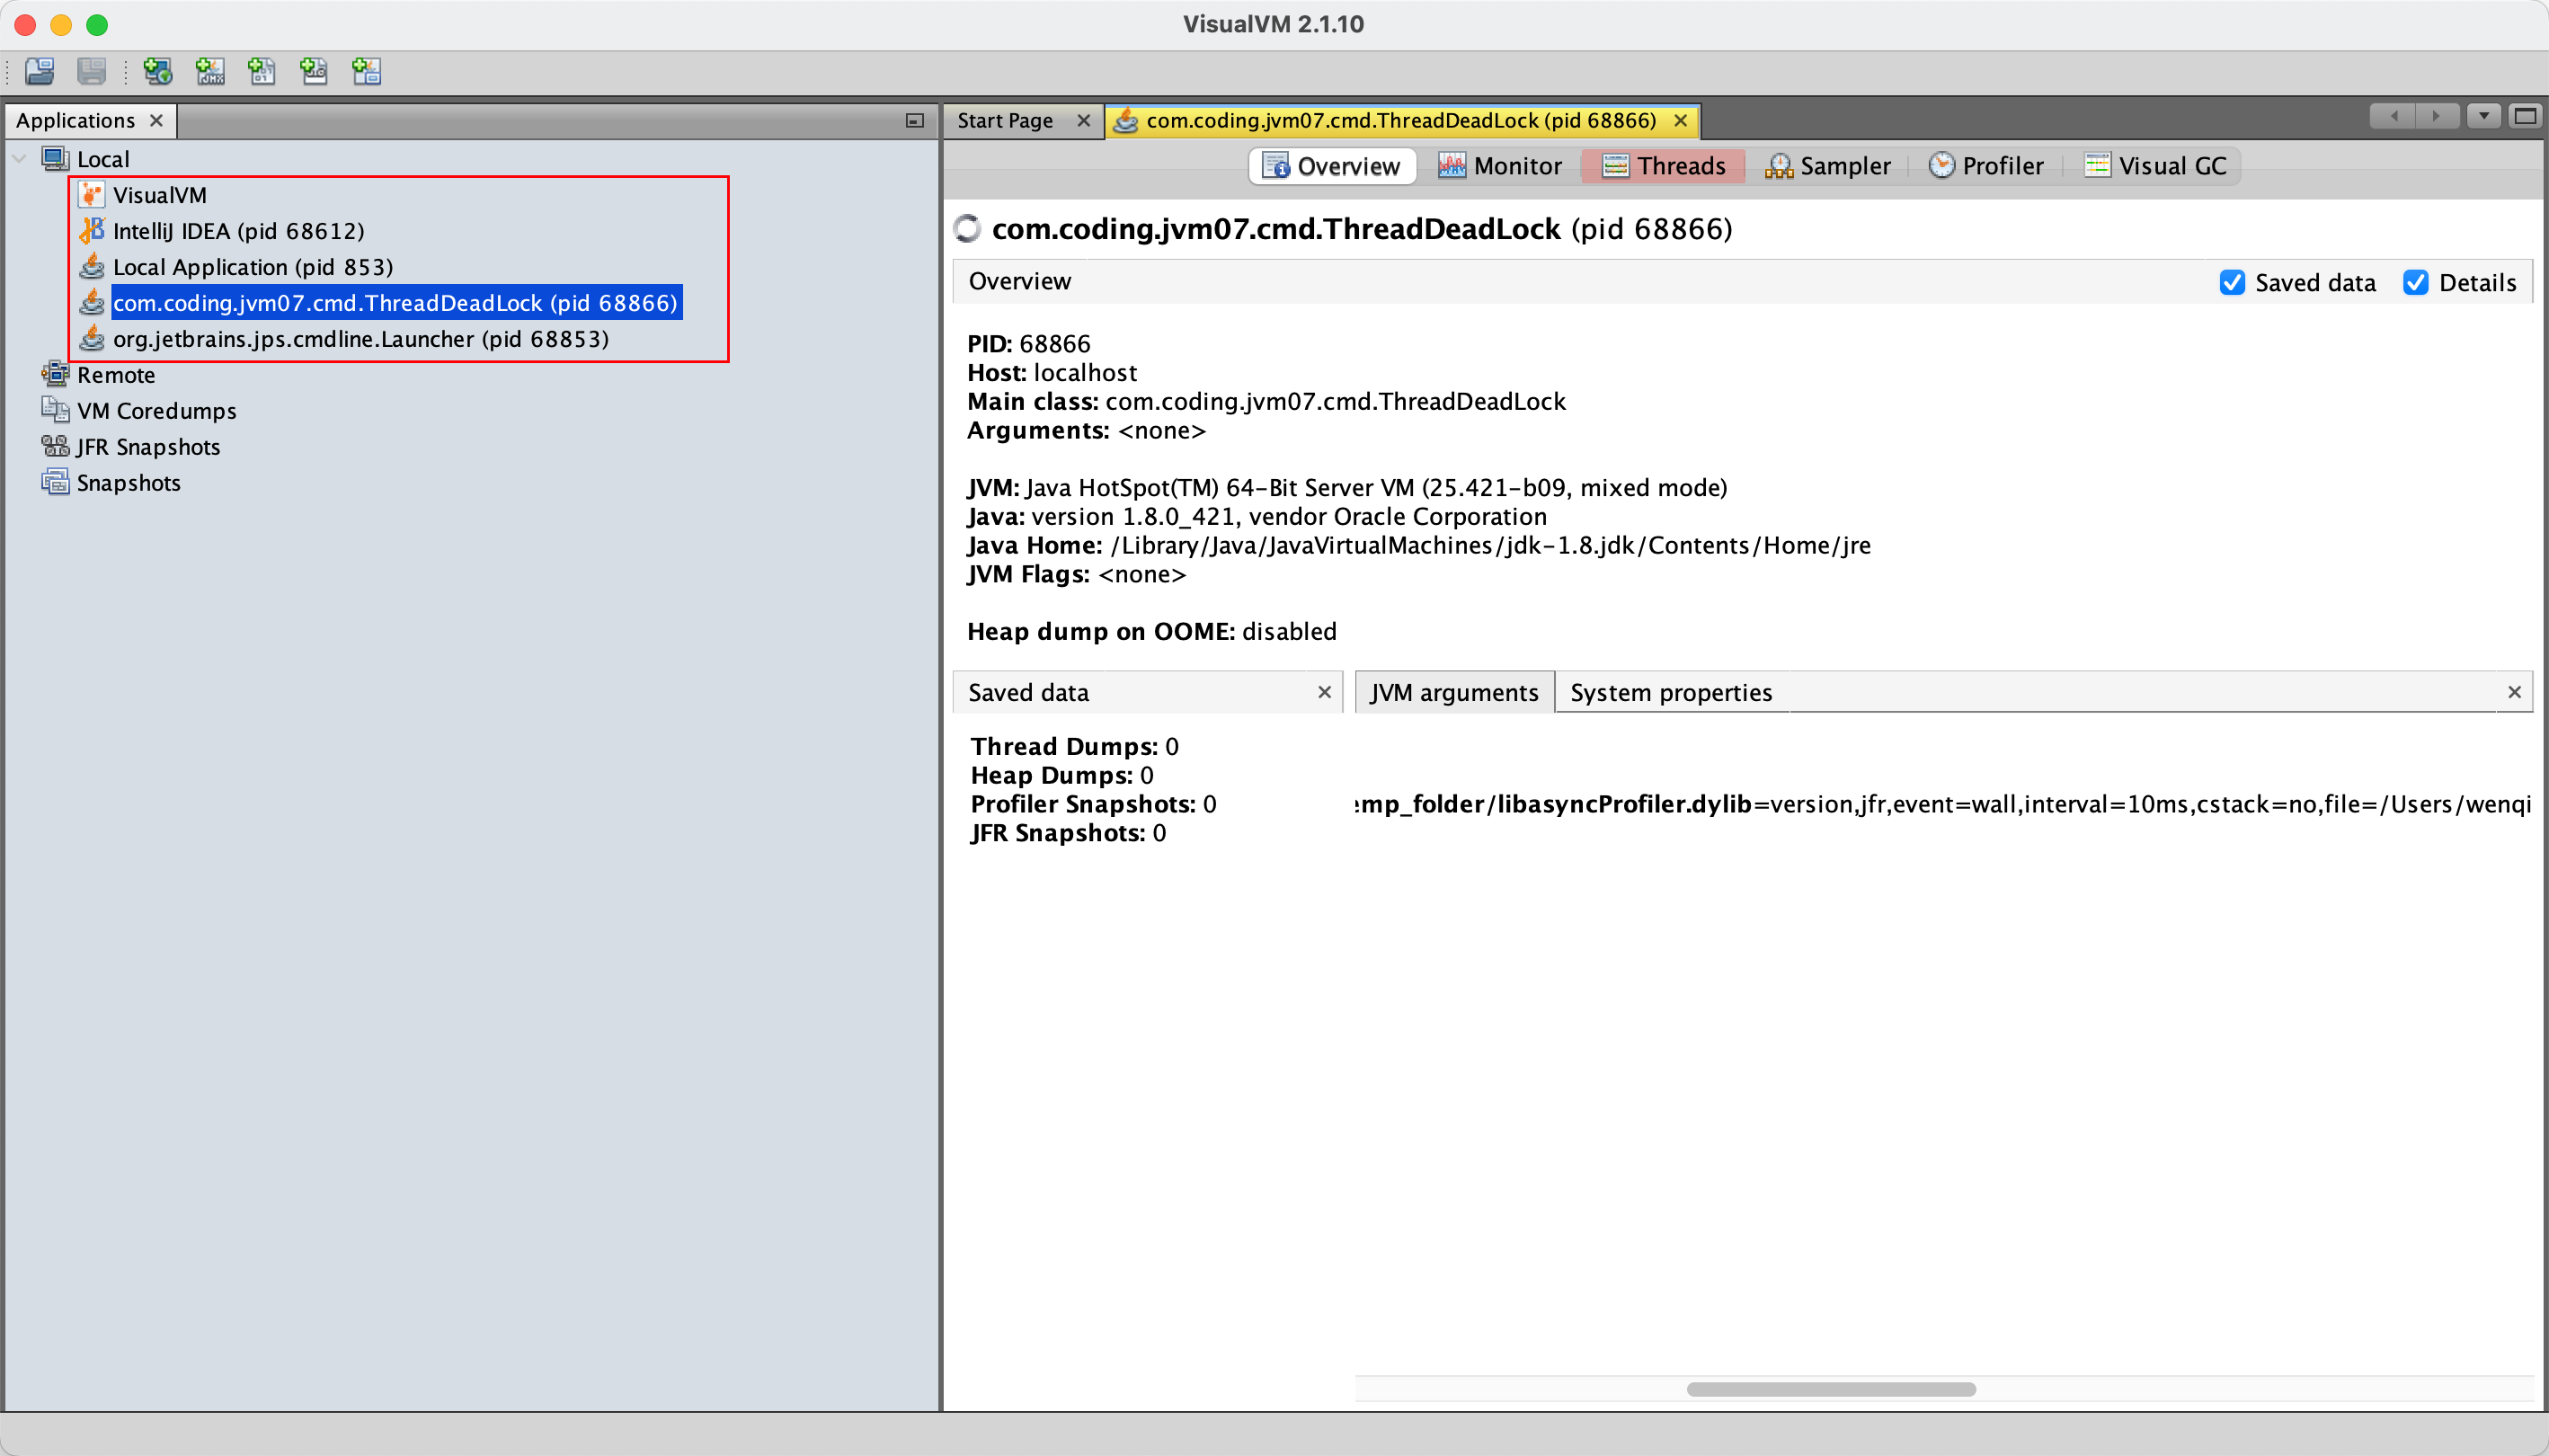 VisualVM 2.1.10
Applications
Start Page
com.coding.jvm07.cmd.ThreadDeadLock (pid 68866)
Local
VisualVM
IntelliJ IDEA (pid 68612)
Local Application (pid 853)
com.coding.jvm07.cmd.ThreadDeadLock (pid 68866)
org.jetbrains.jps.cmdline.Launcher (pid 68853)
Remote
VM Coredumps
JFR Snapshots
Snapshots
Overview
Monitor
Threads
Sampler
Profiler
Visual GC
com.coding.jvm07.cmd.ThreadDeadLock (pid 68866)
Overview
Saved data
Details
PID: 68866
Host: localhost
Main class: com.coding.jvm07.cmd.ThreadDeadLock
Arguments: <none>
JVM: Java HotSpot(TM) 64-Bit Server VM (25.421-b09, mixed mode)
Java: version 1.8.0_421, vendor Oracle Corporation
Java Home: /Library/Java/JavaVirtualMachines/jdk-1.8.jdk/Contents/Home/jre
JVM Flags: <none>
Heap dump on OOME: disabled
Saved data
Thread Dumps: 0
Heap Dumps: 0
Profiler Snapshots: 0
JFR Snapshots: 0
JVM arguments
System properties
emp_folder/libasyncProfiler.dylib=version,jfr,event=wall,interval=10ms,cstack=no,file=/Users/wenqi